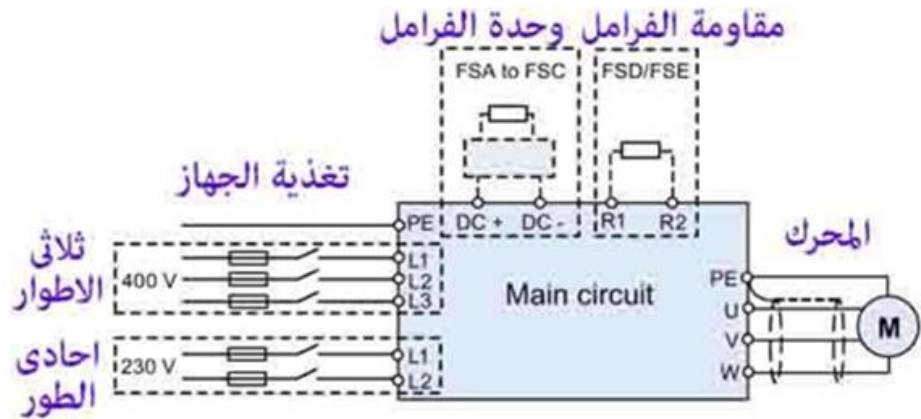 وحدة الفرامل مقاومة الفرامل
FSA to FSC FSD/FSE
تغذية الجهاز
PE DC + DC - R1 R2
المحرك
ثلاثى
الاطوار
400 V
L1
L2
L3
Main circuit
PE
U
V
W
M
احادى
الطور
230 V
L1
L2